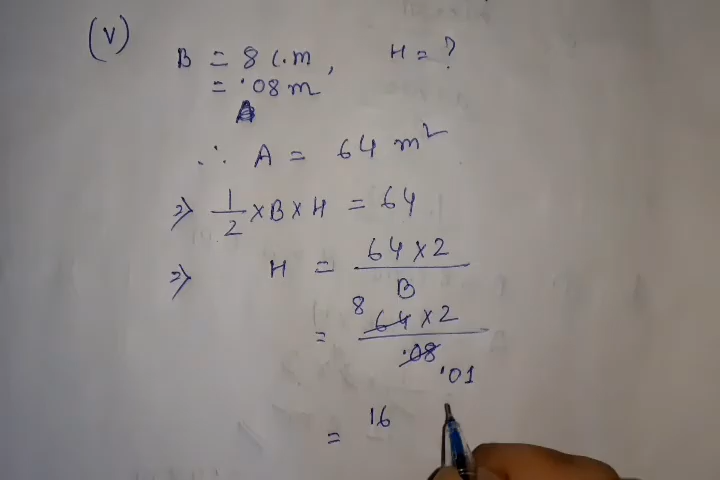 (v)
B = 8 c.m, H = ?
= .08 m
∴ A = 64 m²
⇒ 1/2 × B × H = 64
⇒ H = 64 × 2 / B
= 8 64 × 2 / .08 .01
= 16